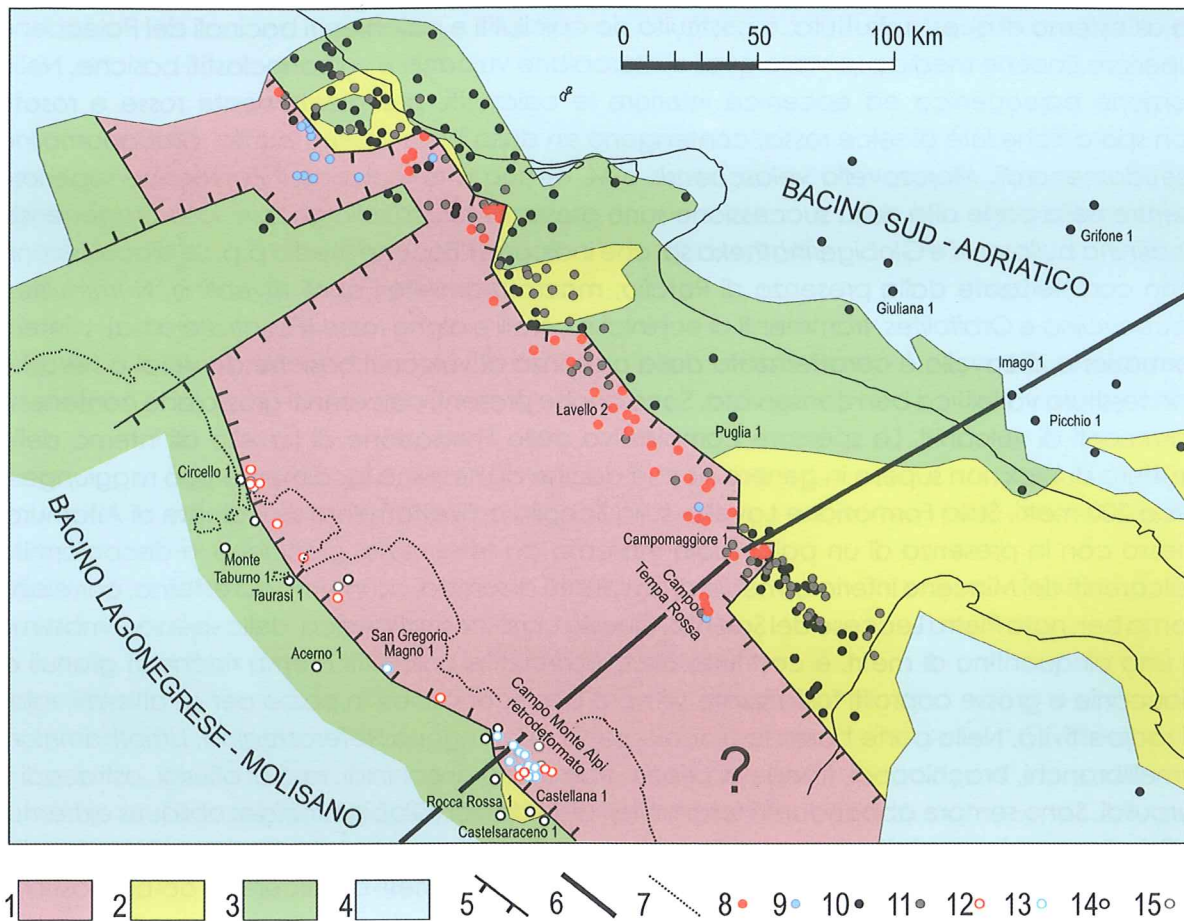 0 50 100 Km
BACINO SUD-ADRIATICO
Grifone 1
Giuliana 1
Imago 1
Picchio 1
Lavello 2
Puglia 1
Circello 1
Campomaggiore 1
Monte
Taburno 1
Taurasi 1
Campo
Tempa Rossa
San Gregorio
Magno 1
Acerno 1
BACINO LAGONEGRESE - MOLISANO
Campo Monte Alpi
retrodeformato
?
Rocca Rossa 1
Castellana 1
Castelsaraceno 1
1 2 3 4 5 6 7 8 9 10 11 12 13 14 15